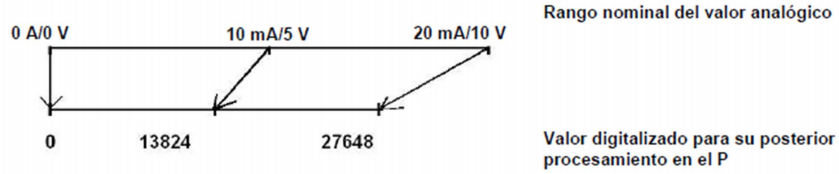 Rango nominal del valor analógico
0 A/0 V 10 mA/5 V 20 mA/10 V
0 13824 27648
Valor digitalizado para su posterior
procesamiento en el P